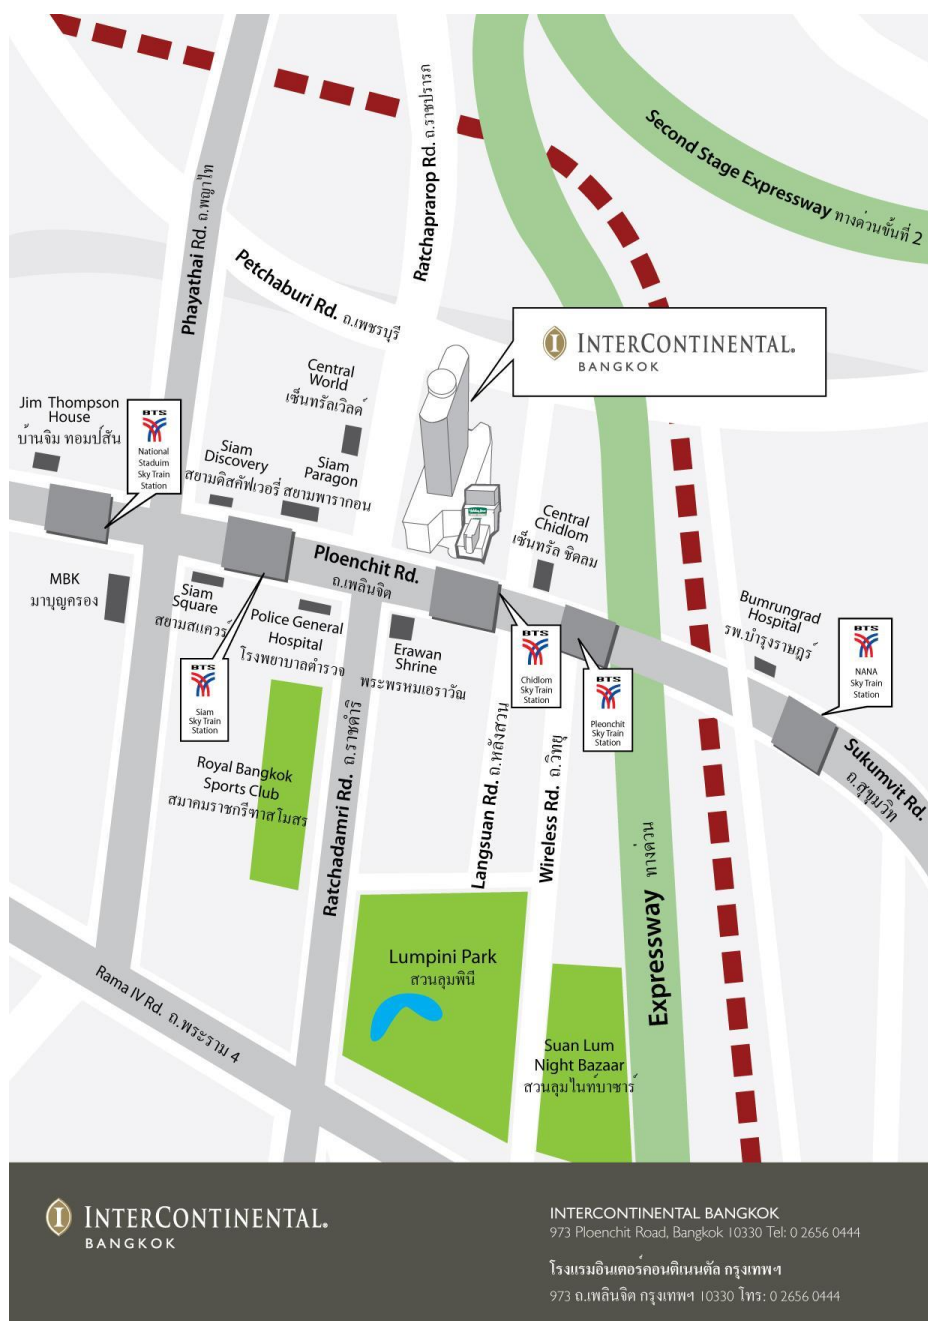 Second Stage Expressway ทางด่วนขั้นที่ 2
Ratchaprarop Rd. ถ.ราชปรารภ
Phayathai Rd. ถ.พญาไท
Petchaburi Rd. ถ.เพชรบุรี
INTERCONTINENTAL®
BANGKOK
Central
World
เซ็นทรัลเวิลด์
Jim Thompson
House
บ้านจิม ทอมป์สัน
BTS
National
Staduim
Sky Train
Station
Siam
Discovery
สยามดิสคัฟเวอรี่
Siam
Paragon
สยามพารากอน
Central
Chidlom
เซ็นทรัล ชิดลม
Ploenchit Rd.
ถ.เพลินจิต
MBK
มาบุญครอง
Siam
Square
สยามสแควร์
Police General
Hospital
โรงพยาบาลตำรวจ
Erawan
Shrine
พระพรหมเอราวัณ
Bumrungrad
Hospital
รพ.บำรุงราษฎร์
BTS
NANA
Sky Train
Station
BTS
Chidlom
Sky Train
Station
BTS
Siam
Sky Train
Station
BTS
Pleonchit
Sky Train
Station
Sukumvit Rd.
ถ.สุขุมวิท
Royal Bangkok
Sports Club
สมาคมราชกรีฑาสโมสร
Ratchadamri Rd. ถ.ราชดำริ
Langsuan Rd. ถ.หลังสวน
Wireless Rd. ถ.วิทยุ
Expressway ทางด่วน
Lumpini Park
สวนลุมพินี
Rama IV Rd. ถ.พระราม 4
Suan Lum
Night Bazaar
สวนลุมไนท์บาซาร์
INTERCONTINENTAL®
BANGKOK
INTERCONTINENTAL BANGKOK
973 Ploenchit Road, Bangkok 10330 Tel: 0 2656 0444
โรงแรมอินเตอร์คอนติเนนตัล กรุงเทพฯ
973 ถ.เพลินจิต กรุงเทพฯ 10330 โทร: 0 2656 0444